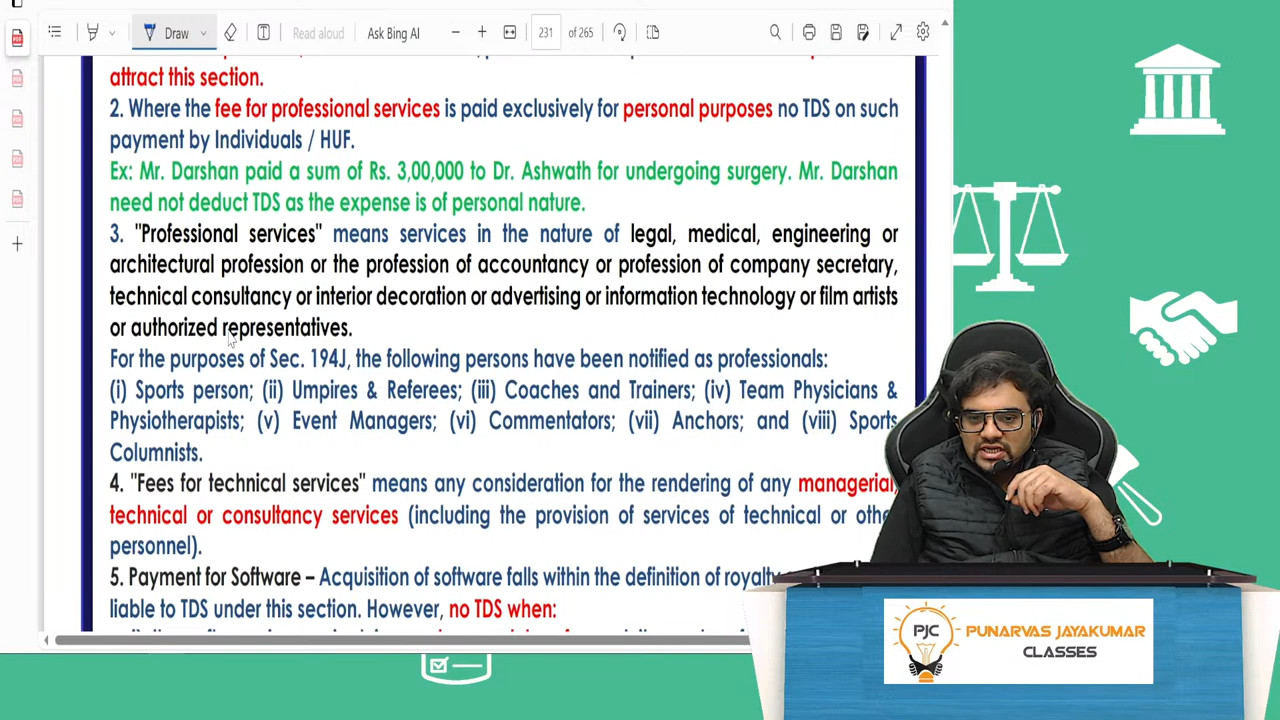 Draw
Read aloud
Ask Bing AI
231 of 265
attract this section.
2. Where the fee for professional services is paid exclusively for personal purposes no TDS on such
payment by Individuals / HUF.
Ex: Mr. Darshan paid a sum of Rs. 3,00,000 to Dr. Ashwath for undergoing surgery. Mr. Darshan
need not deduct TDS as the expense is of personal nature.
3. "Professional services" means services in the nature of legal, medical, engineering or
architectural profession or the profession of accountancy or profession of company secretary,
technical consultancy or interior decoration or advertising or information technology or film artists
or authorized representatives.
For the purposes of Sec. 194J, the following persons have been notified as professionals:
(i) Sports person; (ii) Umpires & Referees; (iii) Coaches and Trainers; (iv) Team Physicians &
Physiotherapists; (v) Event Managers; (vi) Commentators; (vii) Anchors; and (viii) Sports
Columnists.
4. "Fees for technical services" means any consideration for the rendering of any managerial,
technical or consultancy services (including the provision of services of technical or othe
personnel).
5. Payment for Software – Acquisition of software falls within the definition of royalty
liable to TDS under this section. However, no TDS when:
PJC
PUNARVAS JAYAKUMAR
CLASSES